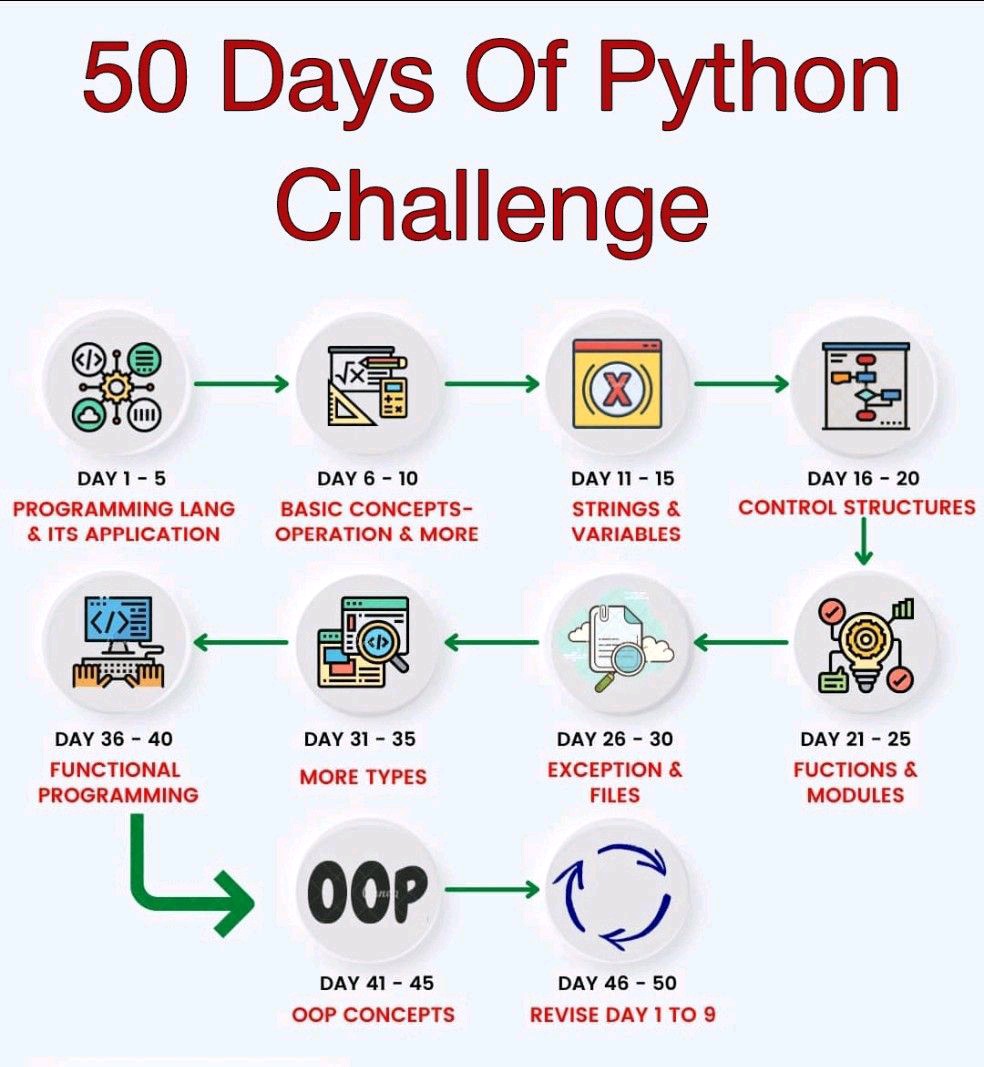 50 Days Of Python
Challenge
DAY 1 - 5
PROGRAMMING LANG
& ITS APPLICATION
DAY 6 - 10
BASIC CONCEPTS-
OPERATION & MORE
DAY 11 - 15
STRINGS &
VARIABLES
DAY 16 - 20
CONTROL STRUCTURES
DAY 21 - 25
FUCTIONS &
MODULES
DAY 26 - 30
EXCEPTION &
FILES
DAY 31 - 35
MORE TYPES
DAY 36 - 40
FUNCTIONAL
PROGRAMMING
OOP
DAY 41 - 45
OOP CONCEPTS
DAY 46 - 50
REVISE DAY 1 TO 9